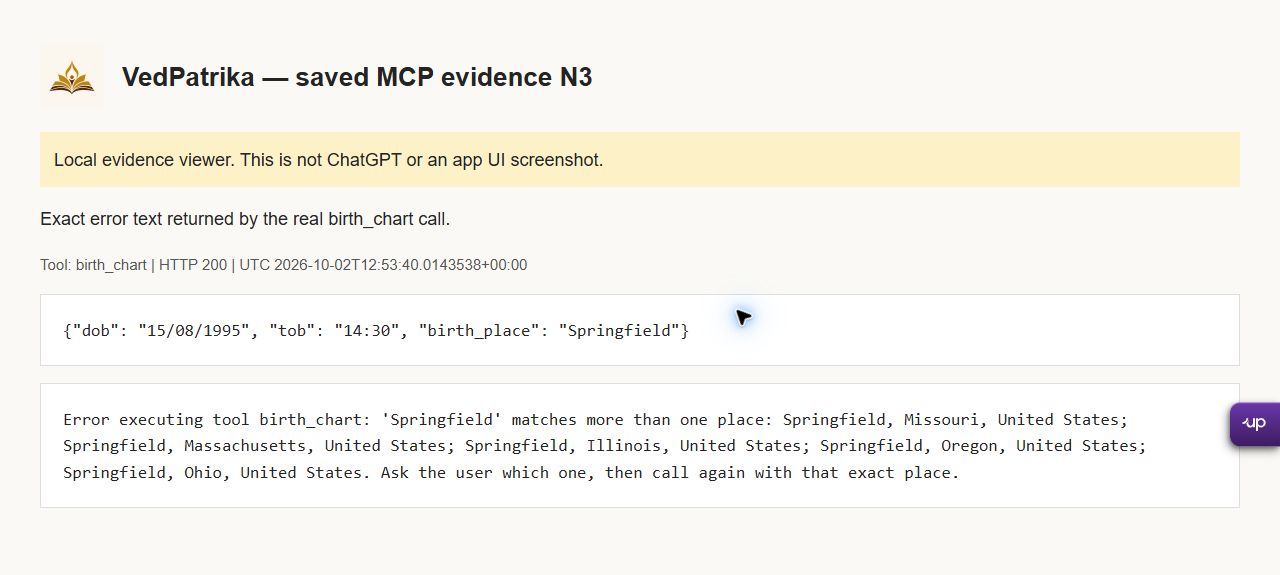 VedPatrika — saved MCP evidence N3
Local evidence viewer. This is not ChatGPT or an app UI screenshot.
Exact error text returned by the real birth_chart call.
Tool: birth_chart | HTTP 200 | UTC 2026-10-02T12:53:40.0143538+00:00
{"dob": "15/08/1995", "tob": "14:30", "birth_place": "Springfield"}
Error executing tool birth_chart: 'Springfield' matches more than one place: Springfield, Missouri, United States;
Springfield, Massachusetts, United States; Springfield, Illinois, United States; Springfield, Oregon, United States;
Springfield, Ohio, United States. Ask the user which one, then call again with that exact place.
up